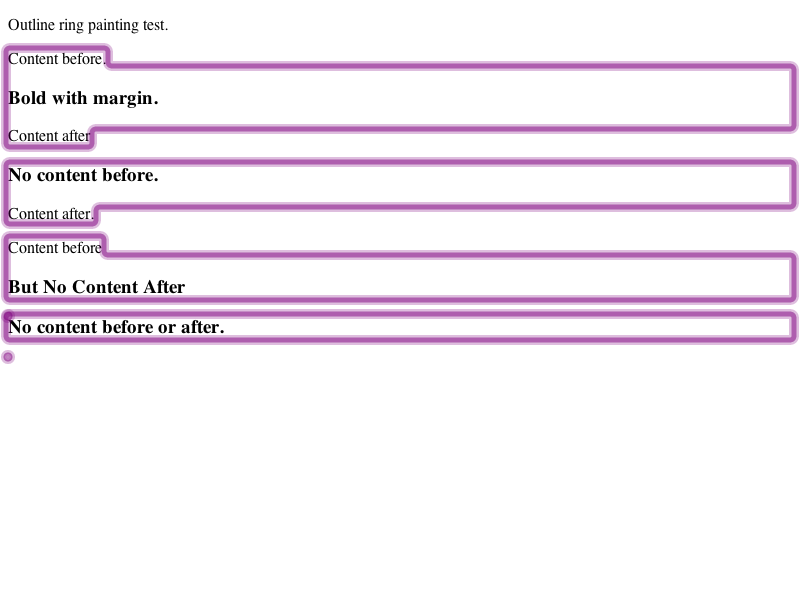 Outline ring painting test.
Content before.
Bold with margin.
Content after
No content before.
Content after.
Content before
But No Content After
No content before or after.